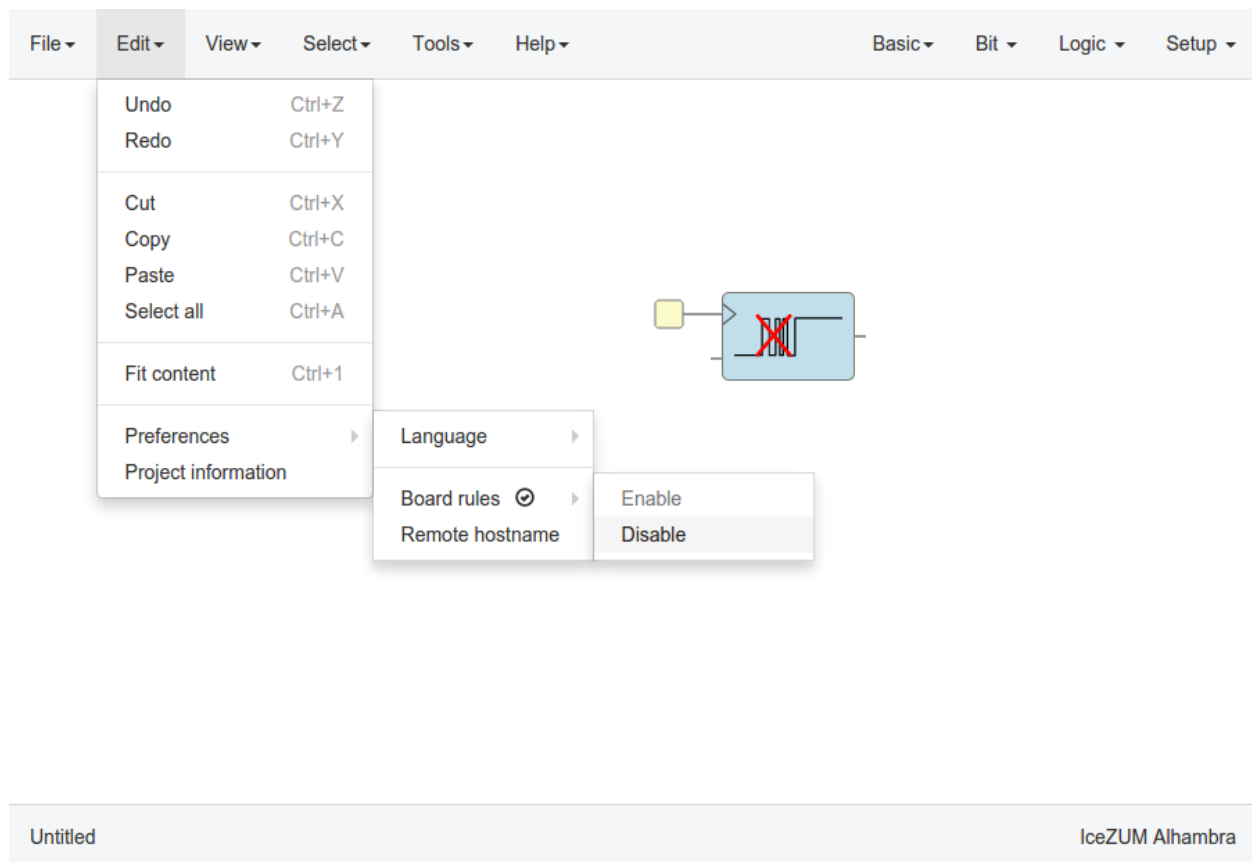 File Edit View Select Tools Help Basic Bit Logic Setup
Undo Ctrl+Z
Redo Ctrl+Y
Cut Ctrl+X
Copy Ctrl+C
Paste Ctrl+V
Select all Ctrl+A
Fit content Ctrl+1
Preferences
Project information
Language
Board rules
Remote hostname
Enable
Disable
Untitled IceZUM Alhambra